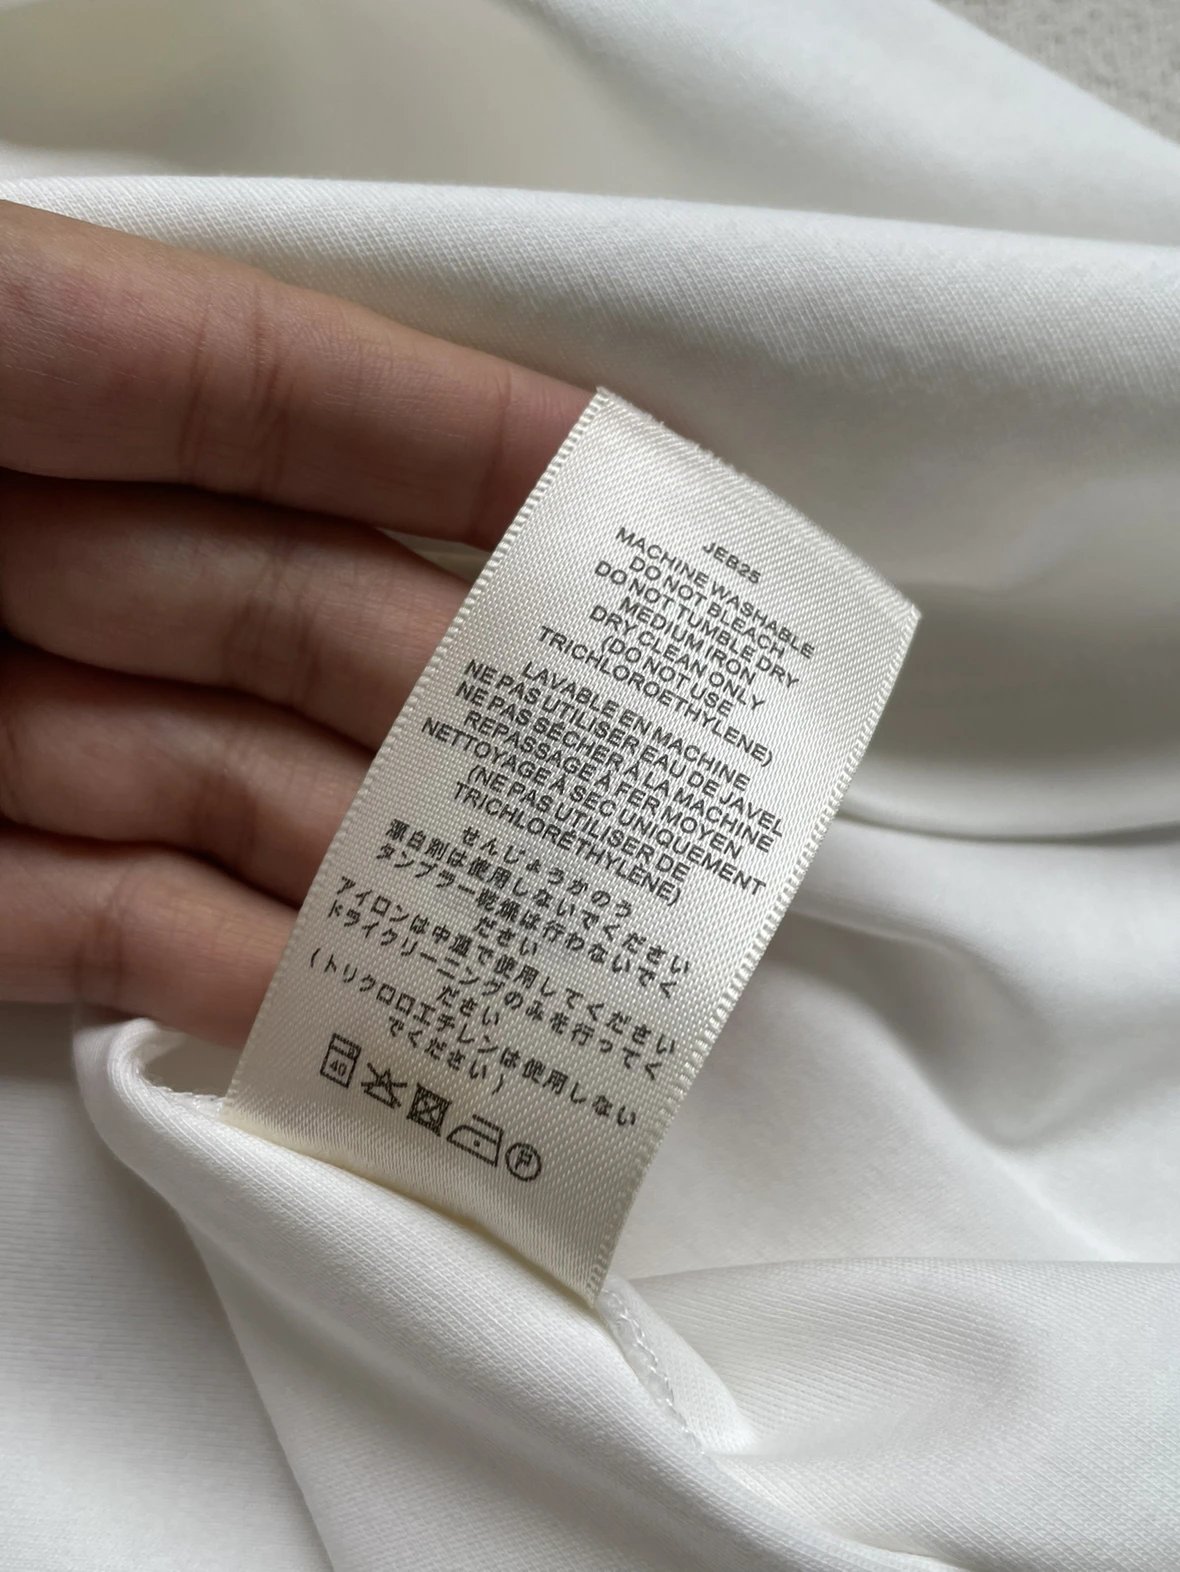 JEB25
MACHINE WASHABLE
DO NOT BLEACH
DO NOT TUMBLE DRY
MEDIUM IRON
DRY CLEAN ONLY
(DO NOT USE
TRICHLOROETHYLENE)
LAVABLE EN MACHINE
NE PAS UTILISER EAU DE JAVEL
NE PAS SÉCHER À LA MACHINE
REPASSAGE À FER MOYEN
NETTOYAGE À SEC UNIQUEMENT
(NE PAS UTILISER DE
TRICHLORÉTHYLÈNE)
せんじょうかのう
漂白剤は使用しないでください
タンブラー乾燥は行わないでく
ださい
アイロンは中温で使用してください
ドライクリーニングのみを行ってく
ださい
(トリクロロエチレンは使用しない
でください)
40